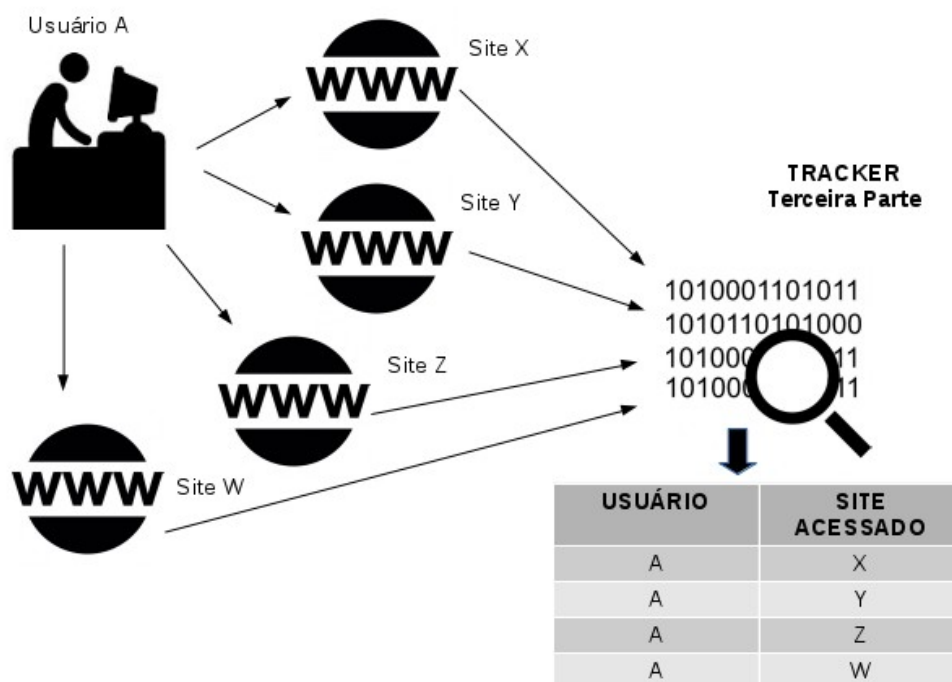 Usuário A
Site X
WWW
Site Y
WWW
TRACKER
Terceira Parte
1010001101011
1010110101000
101000 11
101000 11
Site Z
WWW
Site W
WWW
USUÁRIO SITE ACESSADO
A X
A Y
A Z
A W